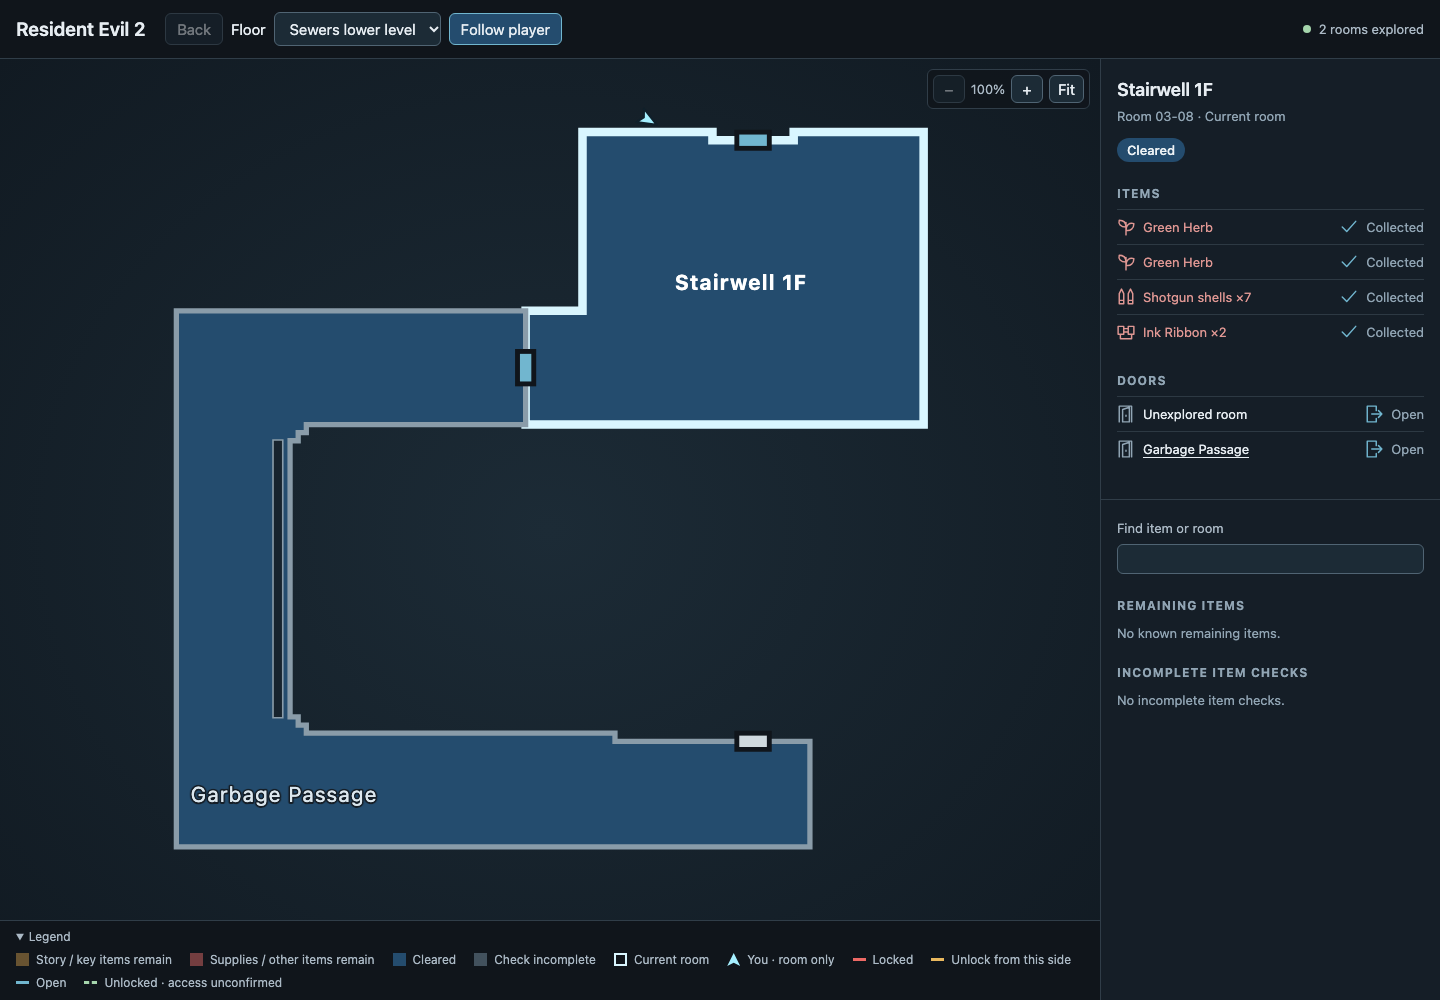 Resident Evil 2
Back
Floor
Sewers lower level
Follow player
2 rooms explored
−
100%
+
Fit
Stairwell 1F
Garbage Passage
Stairwell 1F
Room 03-08 · Current room
Cleared
ITEMS
Green Herb Collected
Green Herb Collected
Shotgun shells ×7 Collected
Ink Ribbon ×2 Collected
DOORS
Unexplored room Open
Garbage Passage Open
Find item or room
REMAINING ITEMS
No known remaining items.
INCOMPLETE ITEM CHECKS
No incomplete item checks.
Legend
Story / key items remain
Supplies / other items remain
Cleared
Check incomplete
Current room
You · room only
Locked
Unlock from this side
Open
Unlocked · access unconfirmed